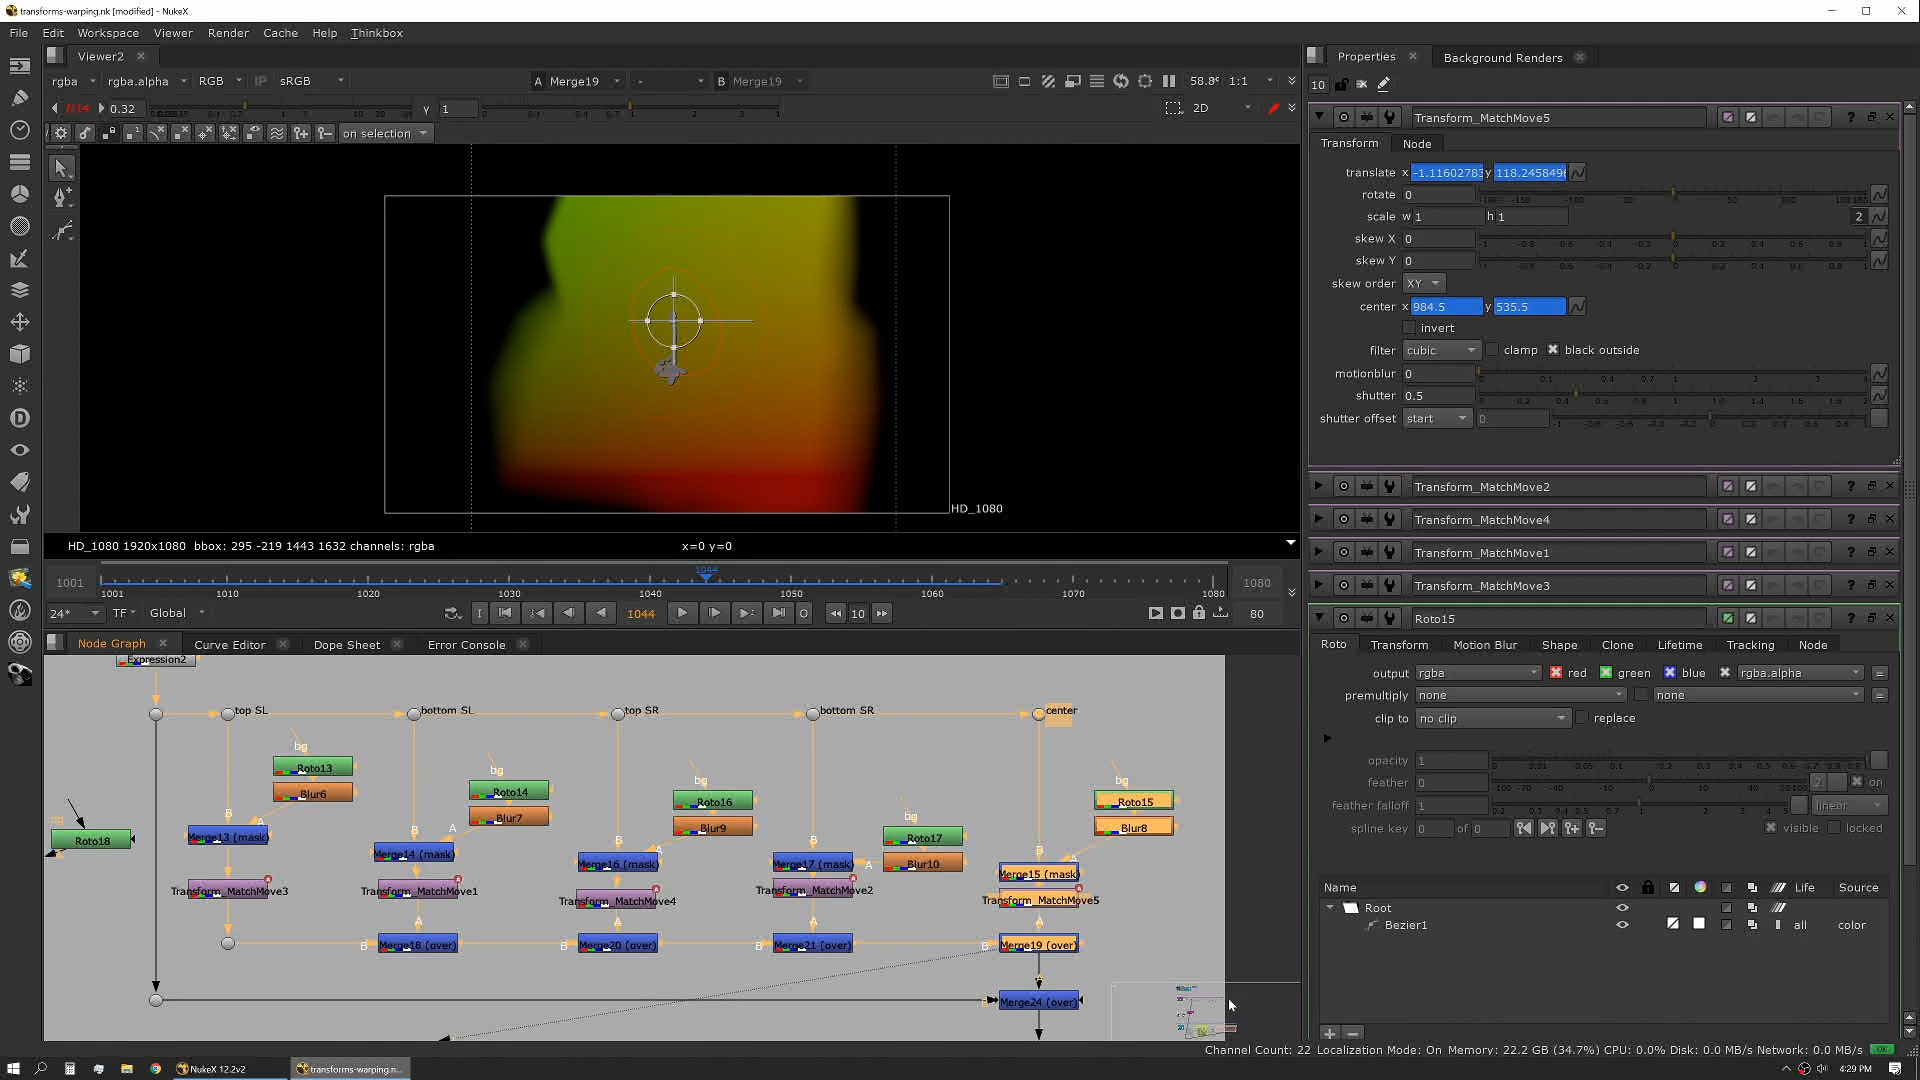 transforms-warping.nk [modified] - NukeX
File Edit Workspace Viewer Render Cache Help Thinkbox
Viewer2
rgba rgba.alpha RGB IP sRGB A Merge19 - B Merge19 1:1
f/14 0.32 γ 1 2D
on selection
HD_1080
HD_1080 1920x1080 bbox: 295 -219 1443 1632 channels: rgba x=0 y=0
1044
1001 1001 1010 1020 1030 1040 1050 1060 1070 1080 1080
24* TF Global 1044 10 80
Node Graph Curve Editor Dope Sheet Error Console
Expression2
top SL bottom SL top SR bottom SR center
bg
Roto13
Blur6
bg
Roto14
Blur7
bg
Roto16
Blur9
bg
Roto17
Blur10
bg
Roto15
Blur8
Roto18
B A Merge13 (mask)
B A Merge14 (mask)
B A Merge16 (mask)
B A Merge17 (mask)
B A Merge15 (mask)
Transform_MatchMove3 Transform_MatchMove1 Transform_MatchMove4 Transform_MatchMove2 Transform_MatchMove5
A A A A
B Merge18 (over) B Merge20 (over) B Merge21 (over) B Merge19 (over)
Merge24 (over)
Properties Background Renders
10
Transform_MatchMove5
Transform Node
translate x -1.11602783 y 118.2458496
rotate 0
scale w 1 h 1 2
skew X 0
skew Y 0
skew order XY
center x 984.5 y 535.5
invert
filter cubic clamp black outside
motionblur 0
shutter 0.5
shutter offset start 0
Transform_MatchMove2
Transform_MatchMove4
Transform_MatchMove1
Transform_MatchMove3
Roto15
Roto Transform Motion Blur Shape Clone Lifetime Tracking Node
output rgba red green blue rgba.alpha =
premultiply none none =
clip to no clip replace
opacity 1
feather 0 2 on
feather falloff 1 linear
spline key 0 of 0 visible locked
Name Life Source
Root
Bezier1 all color
Channel Count: 22 Localization Mode: On Memory: 22.2 GB (34.7%) CPU: 0.0% Disk: 0.0 MB/s Network: 0.0 MB/s
NukeX 12.2v2 transforms-warping.n... 4:29 PM